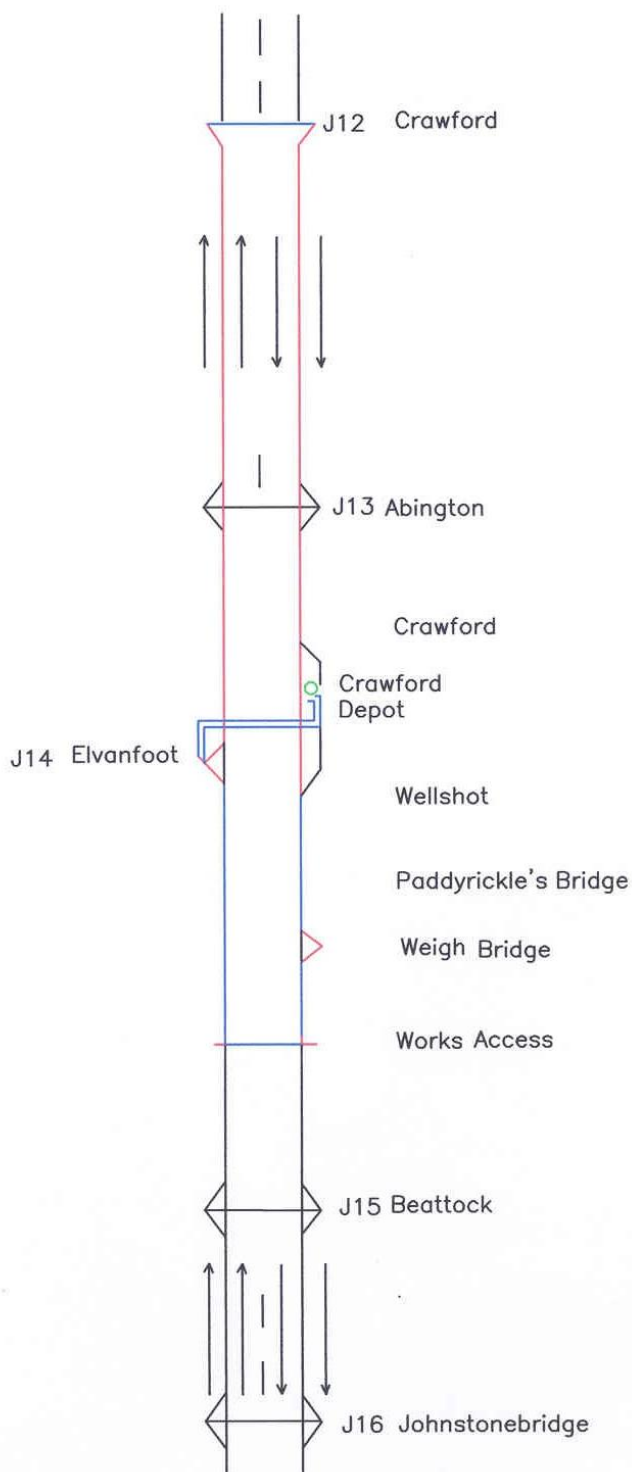 J12 Crawford
J13 Abington
Crawford
Crawford
Depot
J14 Elvanfoot
Wellshot
Paddyrickle's Bridge
Weigh Bridge
Works Access
J15 Beattock
J16 Johnstonebridge